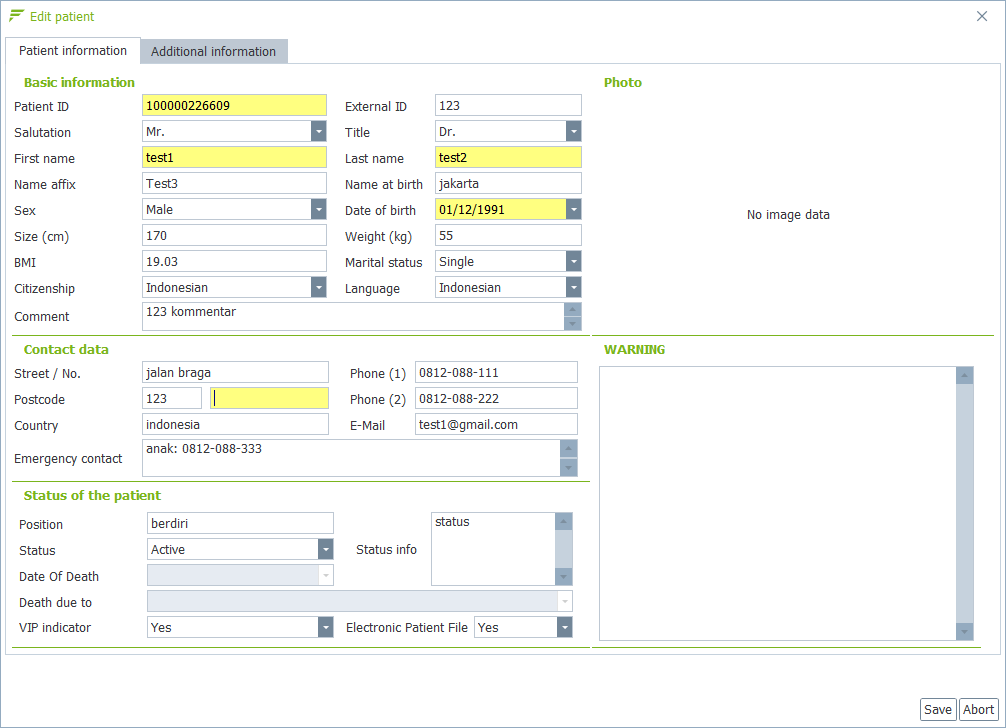 Edit patient
Patient information Additional information
Basic information Photo
Patient ID 100000226609 External ID 123
Salutation Mr. Title Dr.
First name test1 Last name test2
Name affix Test3 Name at birth jakarta
Sex Male Date of birth 01/12/1991
No image data
Size (cm) 170 Weight (kg) 55
BMI 19.03 Marital status Single
Citizenship Indonesian Language Indonesian
Comment 123 kommentar
Contact data WARNING
Street / No. jalan braga Phone (1) 0812-088-111
Postcode 123 Phone (2) 0812-088-222
Country indonesia E-Mail test1@gmail.com
Emergency contact anak: 0812-088-333
Status of the patient
Position berdiri status
Status Active Status info
Date Of Death
Death due to
VIP indicator Yes Electronic Patient File Yes
Save Abort